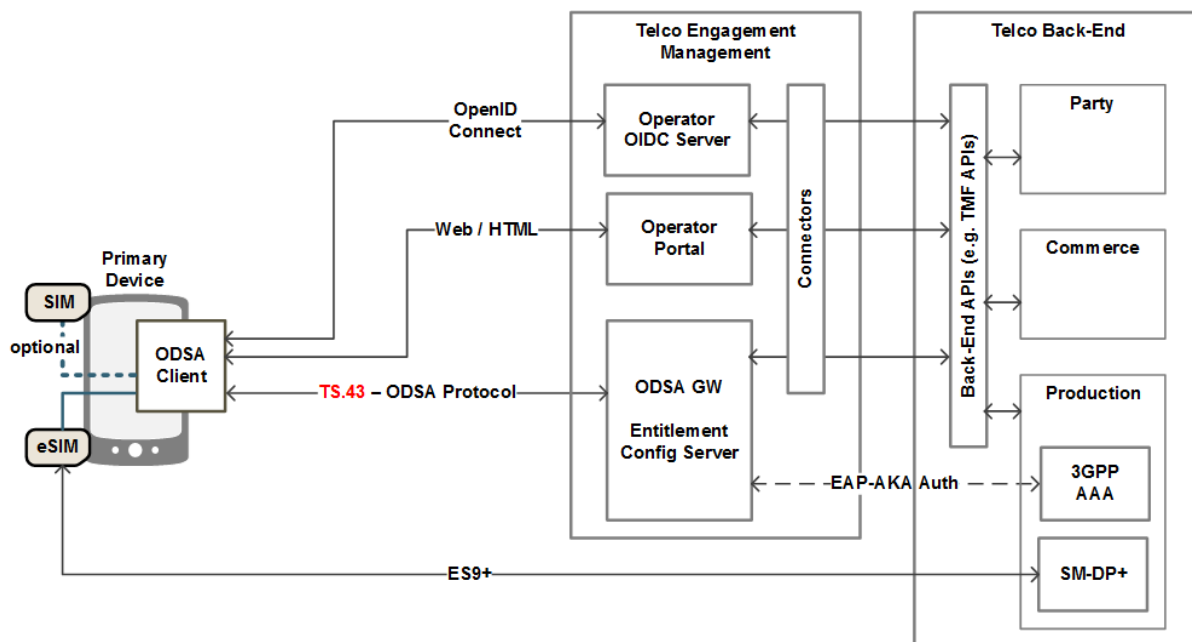 Telco Engagement
Management
Telco Back-End
OpenID
Connect
Operator
OIDC Server
Party
Web / HTML
Operator
Portal
Connectors
Back-End APIs (e.g. TMF APIs)
Commerce
Primary
Device
SIM
optional
ODSA
Client
eSIM
TS.43 – ODSA Protocol
ODSA GW
Entitlement
Config Server
Production
EAP-AKA Auth
3GPP
AAA
ES9+
SM-DP+